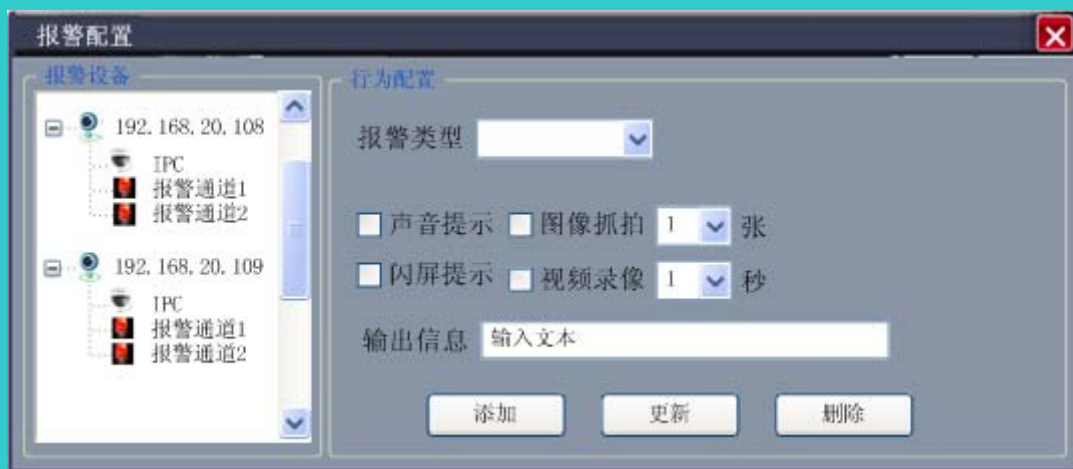 报警配置
报警设备
192.168.20.108
IPC
报警通道1
报警通道2
192.168.20.109
IPC
报警通道1
报警通道2
行为配置
报警类型
声音提示 图像抓拍 1 张
闪屏提示 视频录像 1 秒
输出信息 输入文本
添加 更新 删除